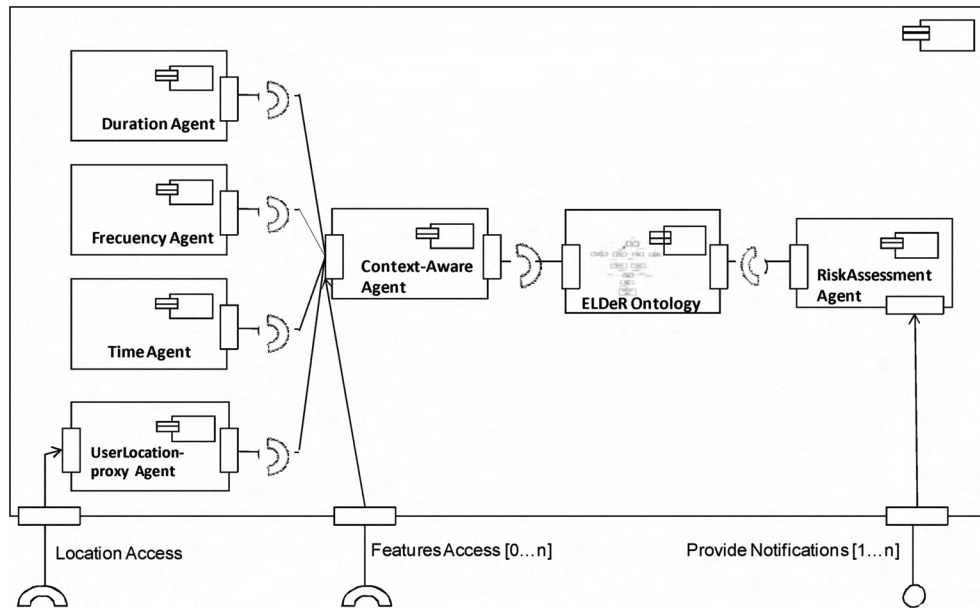 Duration Agent
Frecuency Agent
Time Agent
UserLocation-
proxy Agent
Context-Aware
Agent
ELDeR Ontology
RiskAssessment
Agent
Location Access
Features Access [0...n]
Provide Notifications [1...n]